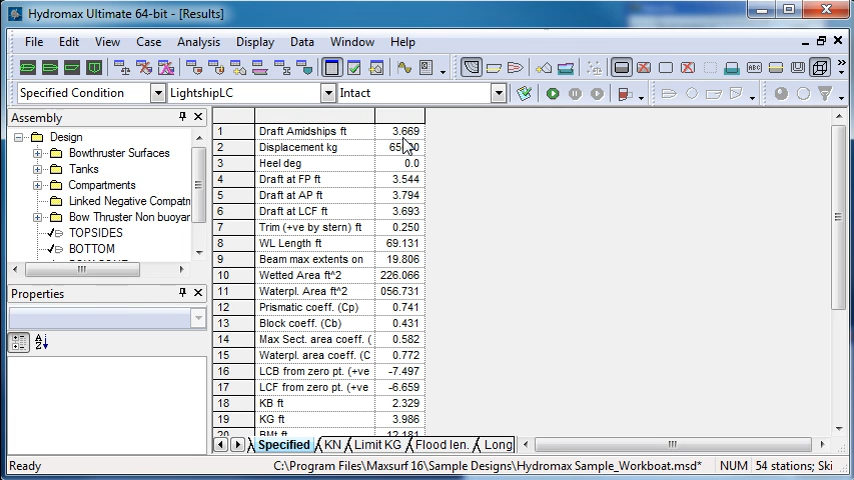 Hydromax Ultimate 64-bit - [Results]
File Edit View Case Analysis Display Data Window Help
Specified Condition LightshipLC Intact
Assembly
Design
Bowthruster Surfaces
Tanks
Compartments
Linked Negative Compatm
Bow Thruster Non buoyar
TOPSIDES
BOTTOM
Properties
1 Draft Amidships ft 3.669
2 Displacement kg
3 Heel deg 0.0
4 Draft at FP ft 3.544
5 Draft at AP ft 3.794
6 Draft at LCF ft 3.693
7 Trim (+ve by stern) ft 0.250
8 WL Length ft 69.131
9 Beam max extents on 19.806
10 Wetted Area ft^2 226.066
11 Waterpl. Area ft^2 056.731
12 Prismatic coeff. (Cp) 0.741
13 Block coeff. (Cb) 0.431
14 Max Sect. area coeff. ( 0.582
15 Waterpl. area coeff. (C 0.772
16 LCB from zero pt. (+ve -7.497
17 LCF from zero pt. (+ve -6.659
18 KB ft 2.329
19 KG ft 3.986
20 BMt ft 12.181
Specified KN Limit KG Flood len. Long
Ready C:\Program Files\Maxsurf 16\Sample Designs\Hydromax Sample_Workboat.msd* NUM 54 stations; Ski